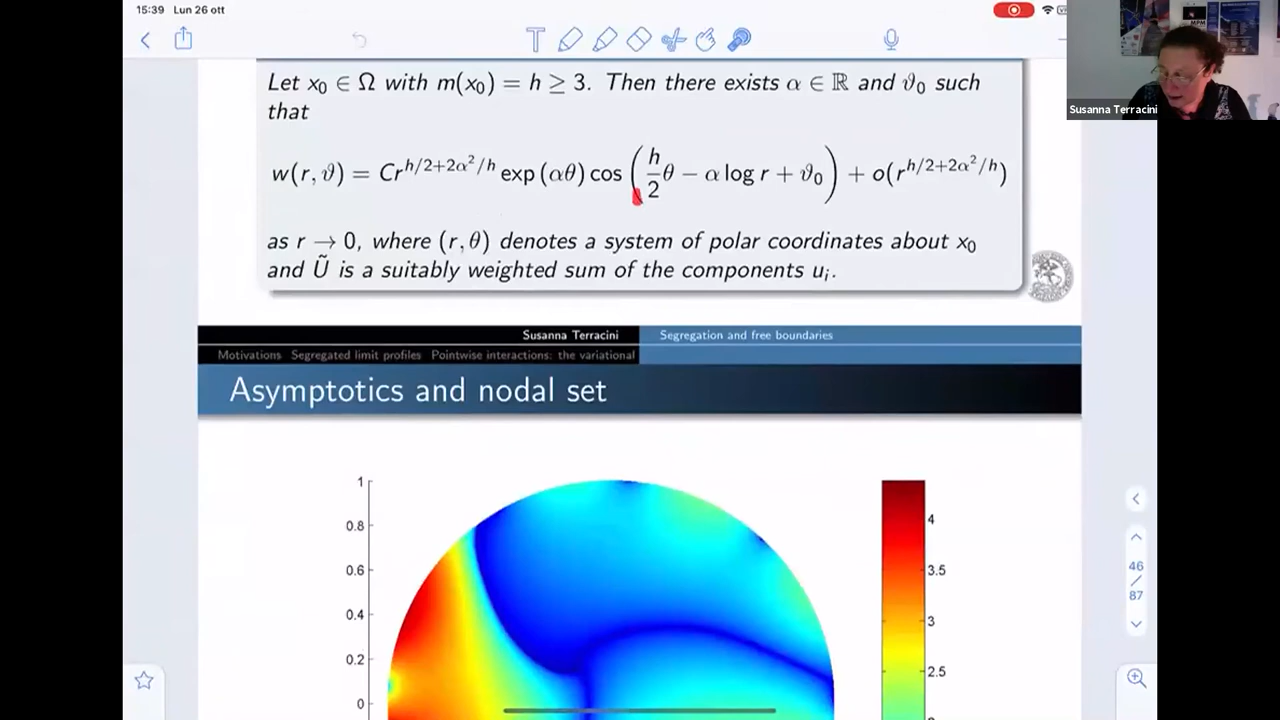 15:39 Lun 26 ott
Susanna Terracini
Let x₀ ∈ Ω with m(x₀) = h ≥ 3. Then there exists α ∈ ℝ and ϑ₀ such
that
w(r, ϑ) = Cr^{h/2+2α²/h} exp (αθ) cos (h/2 θ − α log r + ϑ₀) + o(r^{h/2+2α²/h})
as r → 0, where (r, θ) denotes a system of polar coordinates about x₀
and Ũ is a suitably weighted sum of the components uᵢ.
Susanna Terracini Segregation and free boundaries
Motivations Segregated limit profiles Pointwise interactions: the variational
Asymptotics and nodal set
1
0.8
0.6
0.4
0.2
0
4
3.5
3
2.5
46
/
87